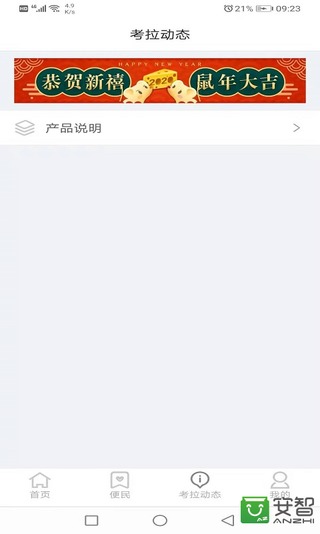 HD 4G 4.9 K/s 21% 09:23
考拉动态
HAPPY NEW YEAR
恭贺新禧 2020 鼠年大吉
产品说明
首页 便民 考拉动态 我的
安智
ANZHI